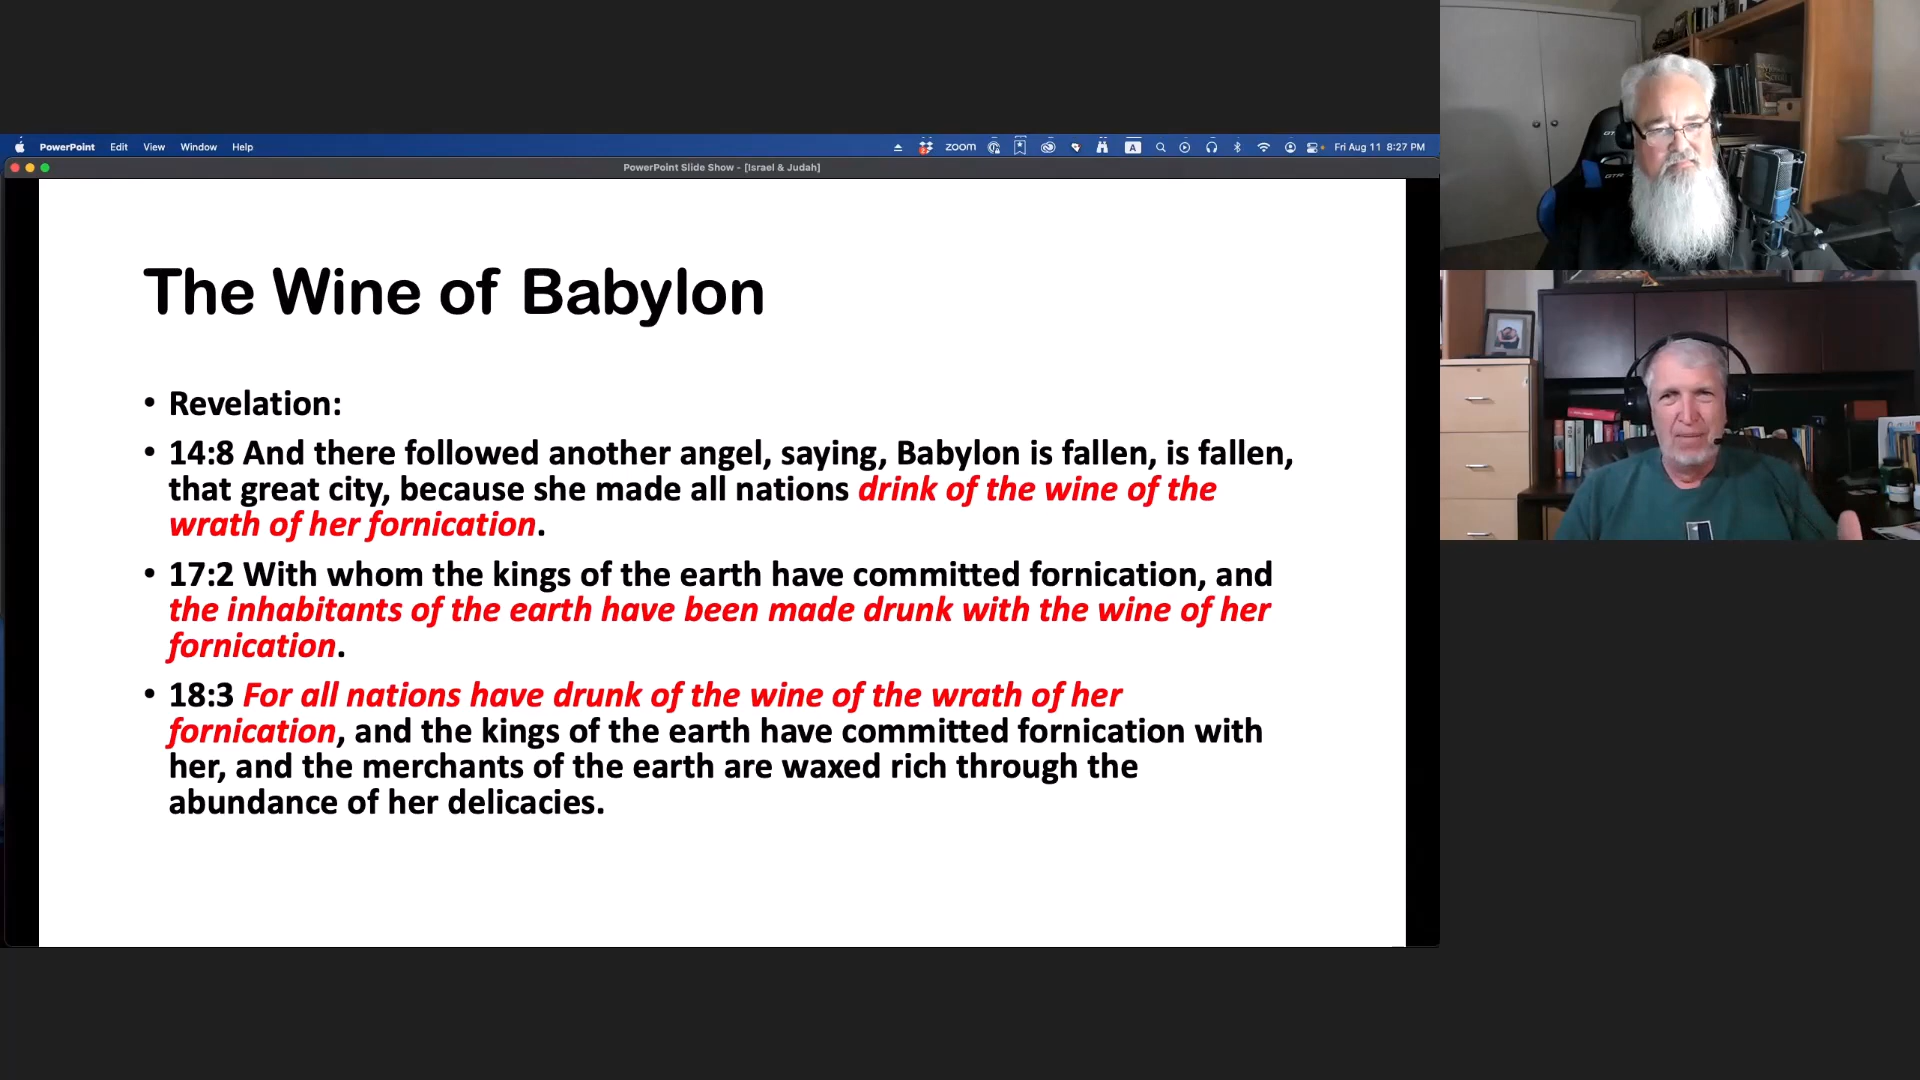 PowerPoint Edit View Window Help zoom A Fri Aug 11 8:27 PM
PowerPoint Slide Show - [Israel & Judah]
The Wine of Babylon
• Revelation:
• 14:8 And there followed another angel, saying, Babylon is fallen, is fallen,
that great city, because she made all nations drink of the wine of the
wrath of her fornication.
• 17:2 With whom the kings of the earth have committed fornication, and
the inhabitants of the earth have been made drunk with the wine of her
fornication.
• 18:3 For all nations have drunk of the wine of the wrath of her
fornication, and the kings of the earth have committed fornication with
her, and the merchants of the earth are waxed rich through the
abundance of her delicacies.